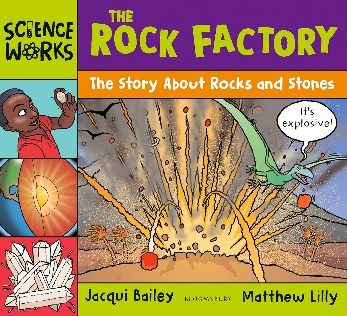 SCIENCE
WORKS
THE
ROCK FACTORY
The Story About Rocks and Stones
It's
explosive!
Jacqui Bailey BLOOMSBURY Matthew Lilly